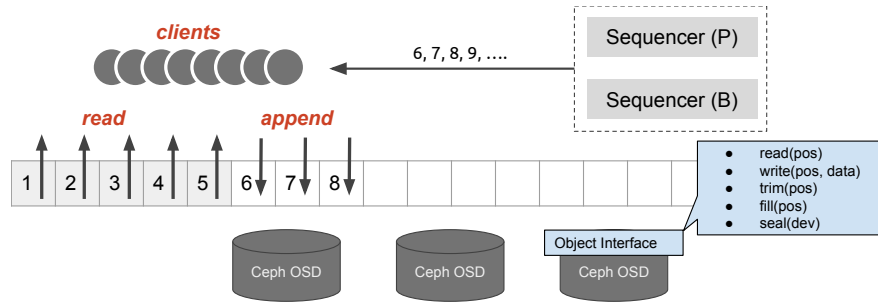 clients
6, 7, 8, 9, ....
Sequencer (P)
Sequencer (B)
read
append
1 2 3 4 5 6 7 8
● read(pos)
● write(pos, data)
● trim(pos)
● fill(pos)
● seal(dev)
Object Interface
Ceph OSD
Ceph OSD
Ceph OSD